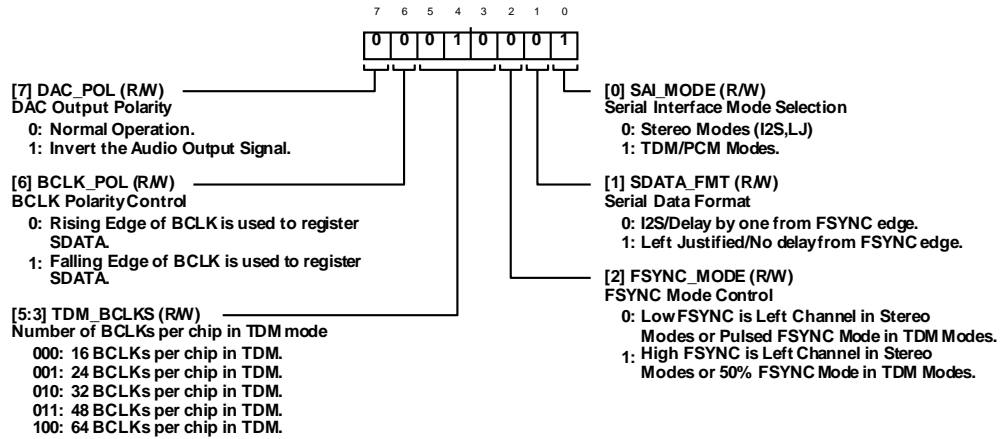 7 6 5 4 3 2 1 0
0 0 0 1 0 0 0 1
[7] DAC_POL (R/W)
DAC Output Polarity
0: Normal Operation.
1: Invert the Audio Output Signal.
[6] BCLK_POL (R/W)
BCLK Polarity Control
0: Rising Edge of BCLK is used to register
SDATA.
1: Falling Edge of BCLK is used to register
SDATA.
[5:3] TDM_BCLKS (R/W)
Number of BCLKs per chip in TDM mode
000: 16 BCLKs per chip in TDM.
001: 24 BCLKs per chip in TDM.
010: 32 BCLKs per chip in TDM.
011: 48 BCLKs per chip in TDM.
100: 64 BCLKs per chip in TDM.
[0] SAI_MODE (R/W)
Serial Interface Mode Selection
0: Stereo Modes (I2S,LJ)
1: TDM/PCM Modes.
[1] SDATA_FMT (R/W)
Serial Data Format
0: I2S/Delay by one from FSYNC edge.
1: Left Justified/No delay from FSYNC edge.
[2] FSYNC_MODE (R/W)
FSYNC Mode Control
0: Low FSYNC is Left Channel in Stereo
Modes or Pulsed FSYNC Mode in TDM Modes.
1: High FSYNC is Left Channel in Stereo
Modes or 50% FSYNC Mode in TDM Modes.